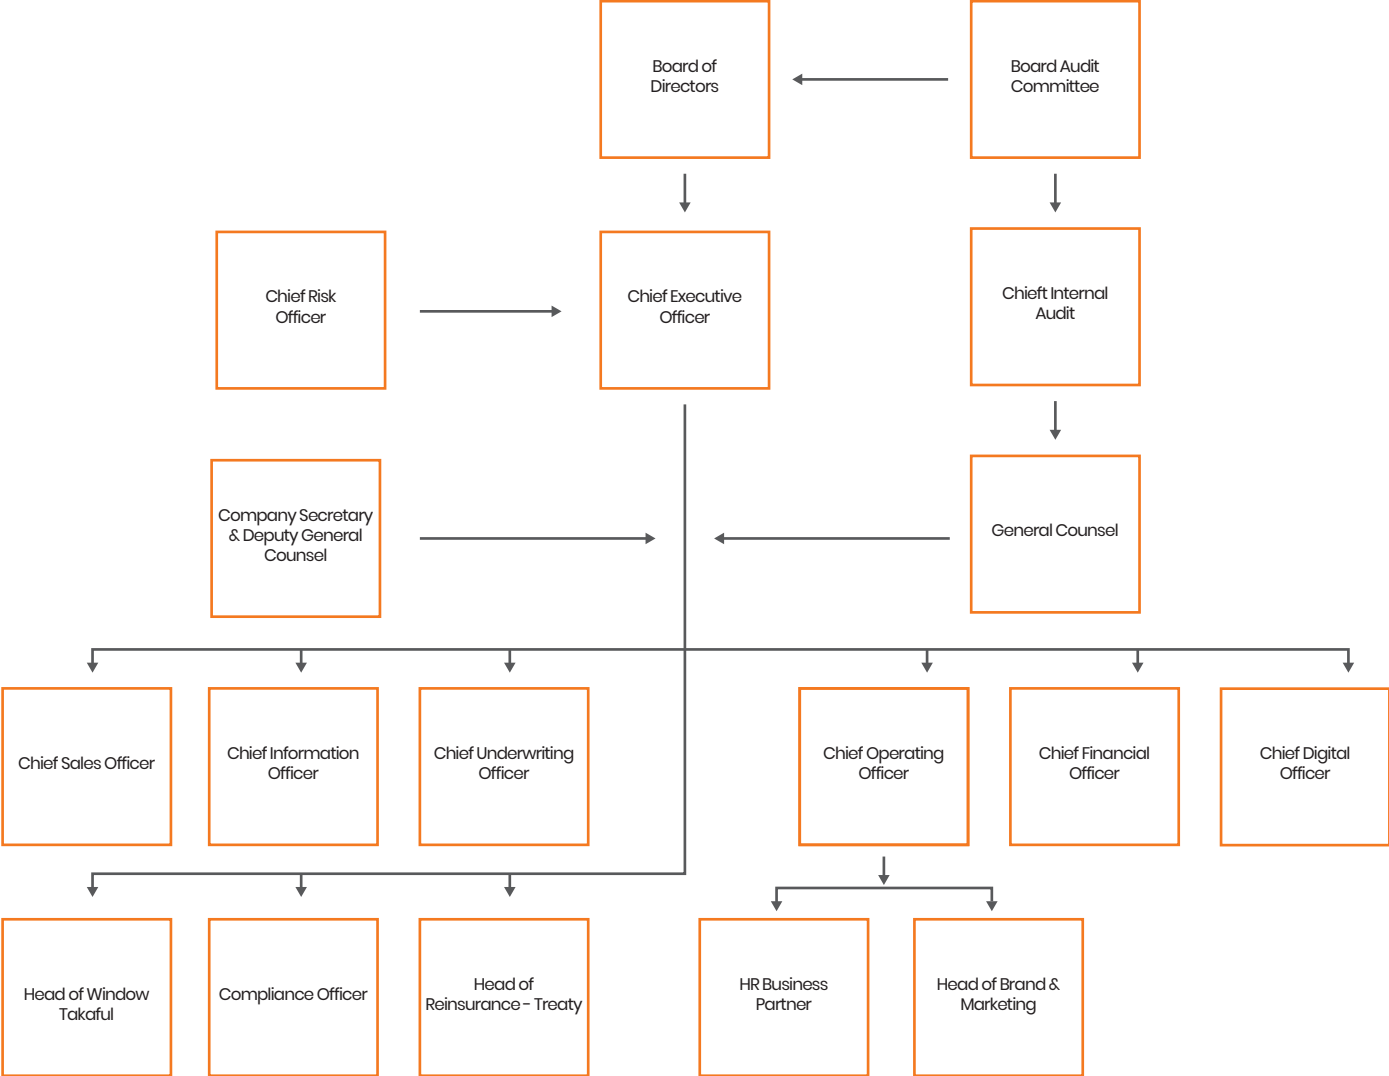 Board of
Directors
Board Audit
Committee
Chief Risk
Officer
Chief Executive
Officer
Chieft Internal
Audit
Company Secretary
& Deputy General
Counsel
General Counsel
Chief Sales Officer
Chief Information
Officer
Chief Underwriting
Officer
Chief Operating
Officer
Chief Financial
Officer
Chief Digital
Officer
Head of Window
Takaful
Compliance Officer
Head of
Reinsurance - Treaty
HR Business
Partner
Head of Brand &
Marketing